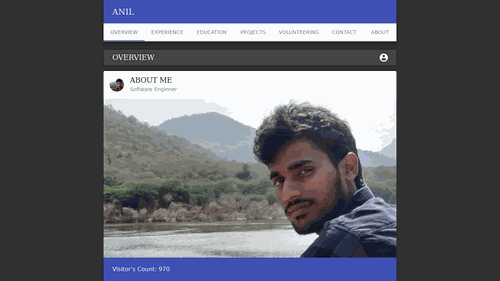 ANIL
OVERVIEW EXPERIENCE EDUCATION PROJECTS VOLUNTEERING CONTACT ABOUT
OVERVIEW
ABOUT ME
Software Enginner
Visitor's Count: 970